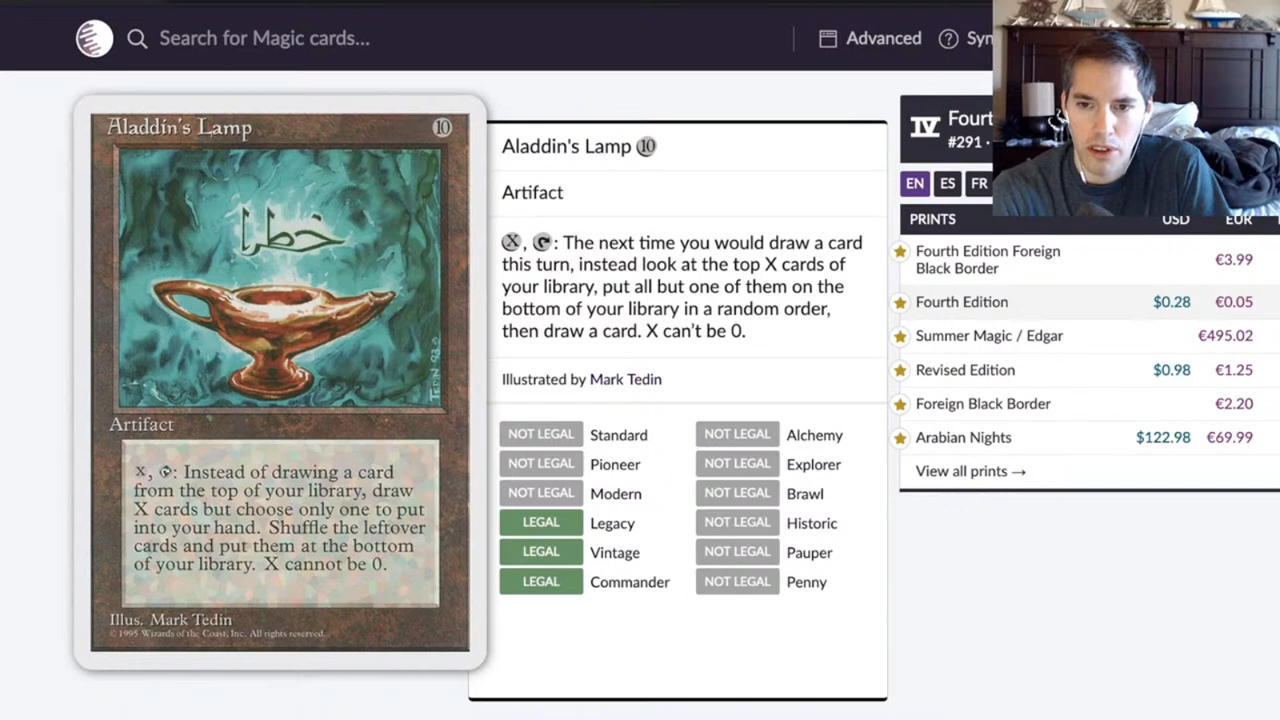 Search for Magic cards...
Advanced
Syn
Aladdin's Lamp 10
خطرا
TEDIN 93
Artifact
X, : Instead of drawing a card
from the top of your library, draw
X cards but choose only one to put
into your hand. Shuffle the leftover
cards and put them at the bottom
of your library. X cannot be 0.
Illus. Mark Tedin
© 1995 Wizards of the Coast, Inc. All rights reserved.
Aladdin's Lamp 10
Artifact
X, : The next time you would draw a card
this turn, instead look at the top X cards of
your library, put all but one of them on the
bottom of your library in a random order,
then draw a card. X can't be 0.
Illustrated by Mark Tedin
NOT LEGAL Standard NOT LEGAL Alchemy
NOT LEGAL Pioneer NOT LEGAL Explorer
NOT LEGAL Modern NOT LEGAL Brawl
LEGAL Legacy NOT LEGAL Historic
LEGAL Vintage NOT LEGAL Pauper
LEGAL Commander NOT LEGAL Penny
IV Fourt
#291 ·
EN ES FR
PRINTS USD EUR
Fourth Edition Foreign
Black Border €3.99
Fourth Edition $0.28 €0.05
Summer Magic / Edgar €495.02
Revised Edition $0.98 €1.25
Foreign Black Border €2.20
Arabian Nights $122.98 €69.99
View all prints →